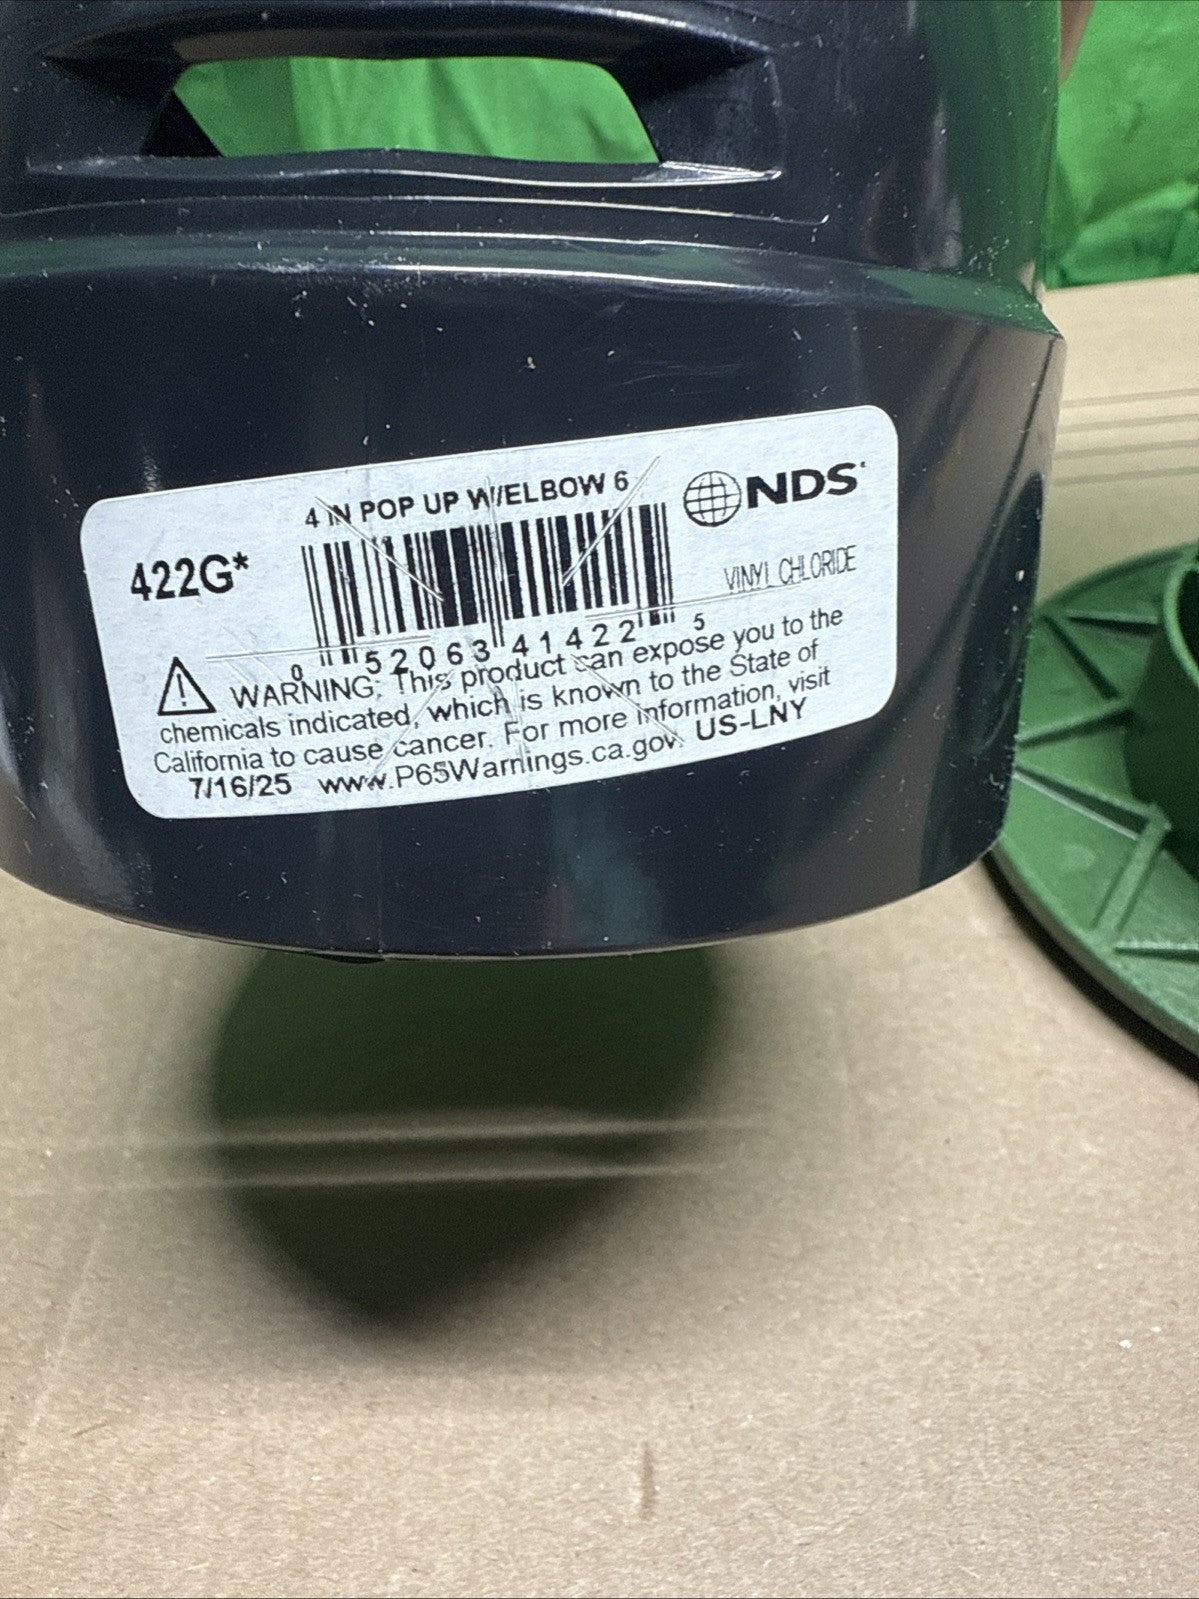 4 IN POP UP W/ELBOW 6
NDS
422G*
VINYL CHLORIDE
0 52063 41422 5
WARNING: This product can expose you to the
chemicals indicated, which is known to the State of
California to cause cancer. For more information, visit
7/16/25 www.P65Warnings.ca.gov. US-LNY